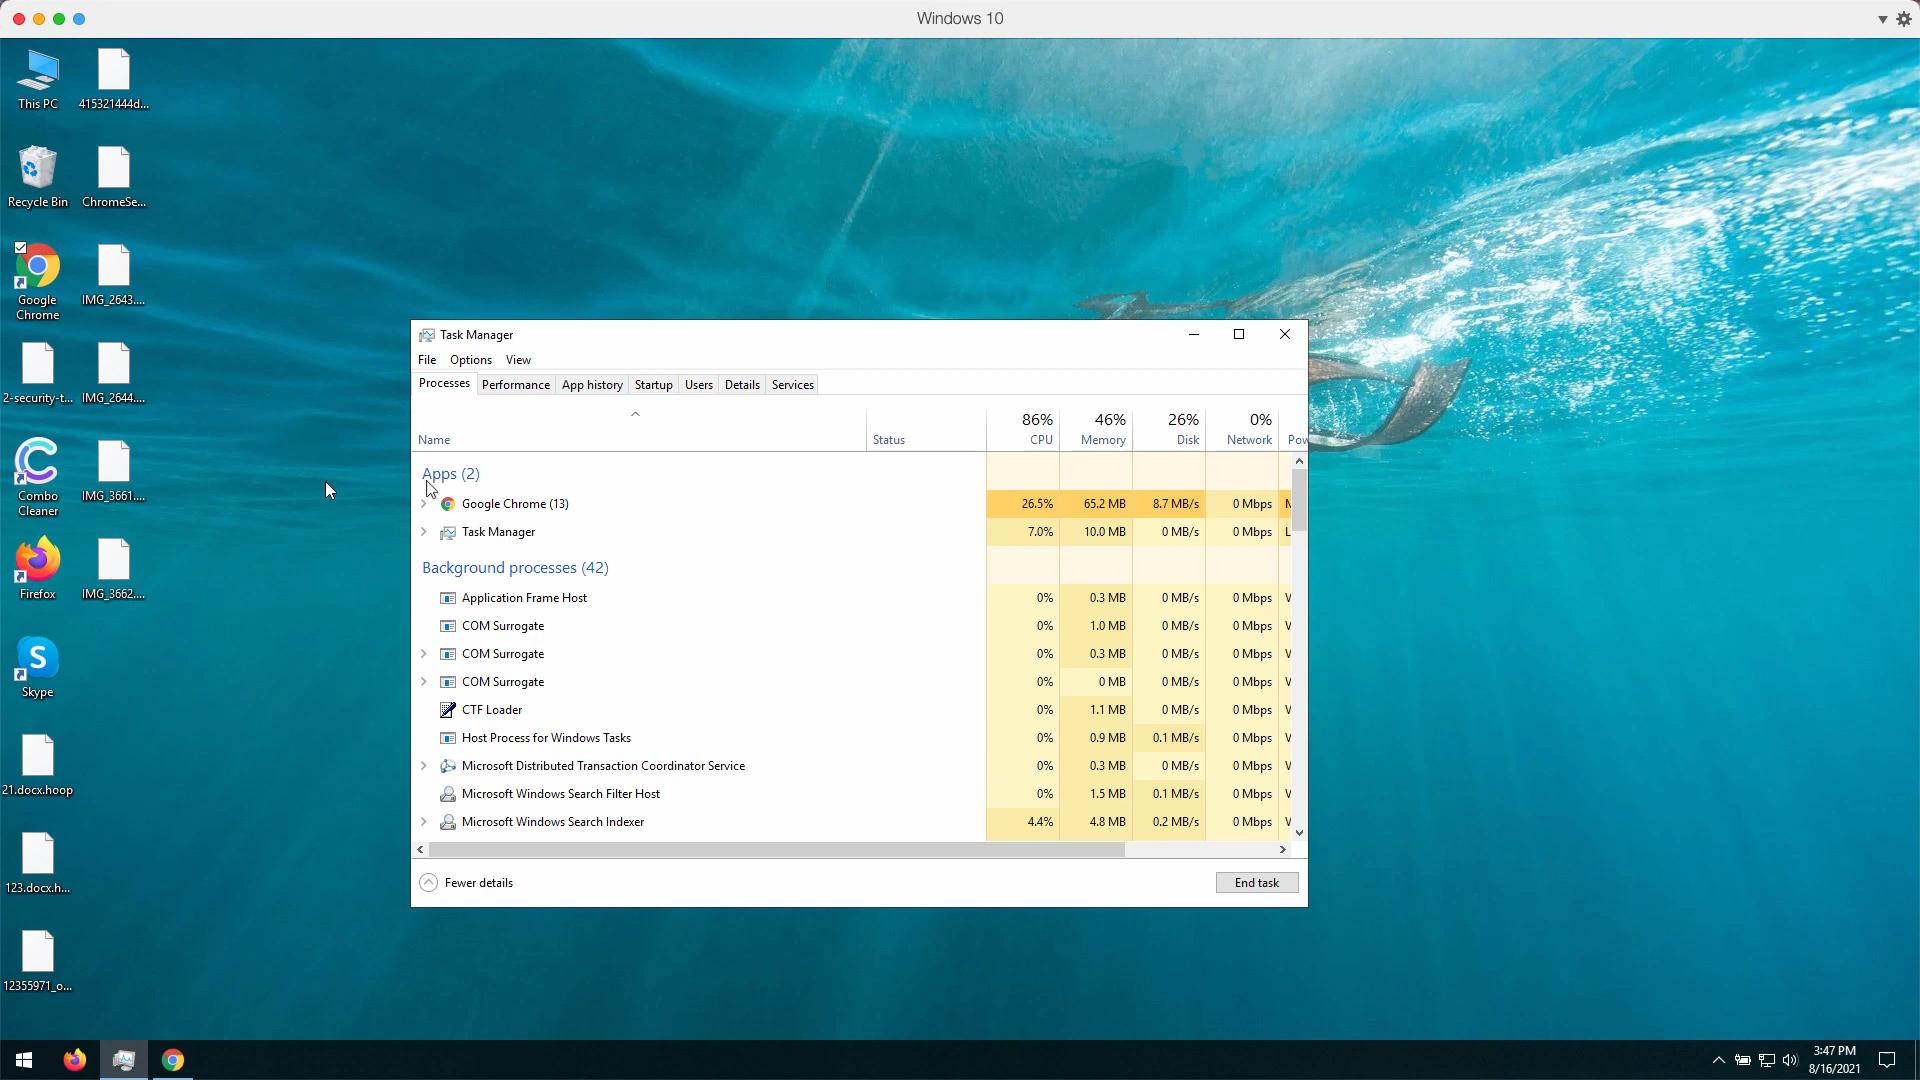 Windows 10
This PC
415321444d...
Recycle Bin
ChromeSe...
Google
Chrome
IMG_2643....
2-security-t...
IMG_2644....
Combo
Cleaner
IMG_3661....
Firefox
IMG_3662....
Skype
21.docx.hoop
123.docx.h...
12355971_o...
Task Manager
File Options View
Processes Performance App history Startup Users Details Services
86% 46% 26% 0%
Name Status CPU Memory Disk Network Pow
Apps (2)
Google Chrome (13) 26.5% 65.2 MB 8.7 MB/s 0 Mbps
Task Manager 7.0% 10.0 MB 0 MB/s 0 Mbps L
Background processes (42)
Application Frame Host 0% 0.3 MB 0 MB/s 0 Mbps
COM Surrogate 0% 1.0 MB 0 MB/s 0 Mbps
COM Surrogate 0% 0.3 MB 0 MB/s 0 Mbps
COM Surrogate 0% 0 MB 0 MB/s 0 Mbps
CTF Loader 0% 1.1 MB 0 MB/s 0 Mbps
Host Process for Windows Tasks 0% 0.9 MB 0.1 MB/s 0 Mbps
Microsoft Distributed Transaction Coordinator Service 0% 0.3 MB 0 MB/s 0 Mbps
Microsoft Windows Search Filter Host 0% 1.5 MB 0.1 MB/s 0 Mbps
Microsoft Windows Search Indexer 4.4% 4.8 MB 0.2 MB/s 0 Mbps
Fewer details
End task
3:47 PM
8/16/2021